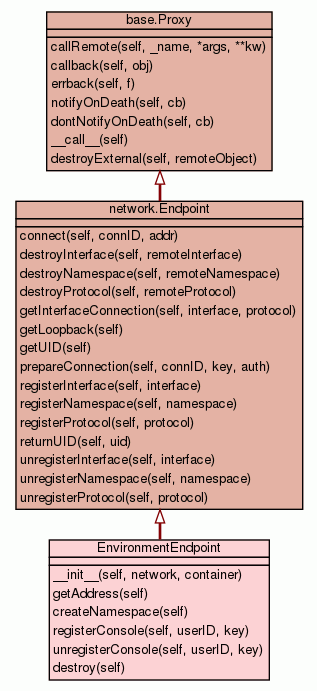 base.Proxy
callRemote(self, _name, *args, **kw)
callback(self, obj)
errback(self, f)
notifyOnDeath(self, cb)
dontNotifyOnDeath(self, cb)
__call__(self)
destroyExternal(self, remoteObject)
network.Endpoint
connect(self, connID, addr)
destroyInterface(self, remoteInterface)
destroyNamespace(self, remoteNamespace)
destroyProtocol(self, remoteProtocol)
getInterfaceConnection(self, interface, protocol)
getLoopback(self)
getUID(self)
prepareConnection(self, connID, key, auth)
registerInterface(self, interface)
registerNamespace(self, namespace)
registerProtocol(self, protocol)
returnUID(self, uid)
unregisterInterface(self, interface)
unregisterNamespace(self, namespace)
unregisterProtocol(self, protocol)
EnvironmentEndpoint
__init__(self, network, container)
getAddress(self)
createNamespace(self)
registerConsole(self, userID, key)
unregisterConsole(self, userID, key)
destroy(self)